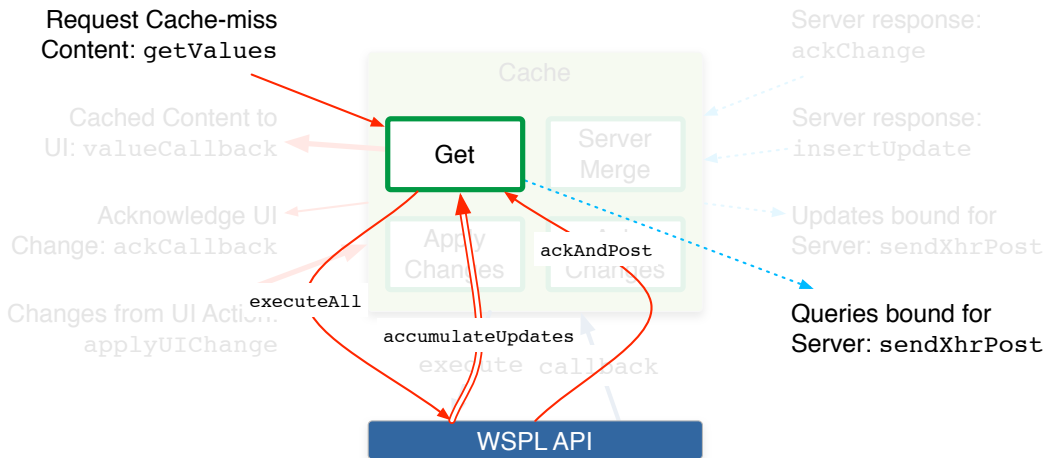 Request Cache-miss
Content: getValues
Server response:
ackChange
Cache
Cached Content to
UI: valueCallback
Get
Server
Merge
Server response:
insertUpdate
Acknowledge UI
Change: ackCallback
Apply
Changes
ackAndPost
Changes
Updates bound for
Server: sendXhrPost
executeAll
Changes from UI Action:
applyUIChange
accumulateUpdates
execute
callback
Queries bound for
Server: sendXhrPost
WSPL API